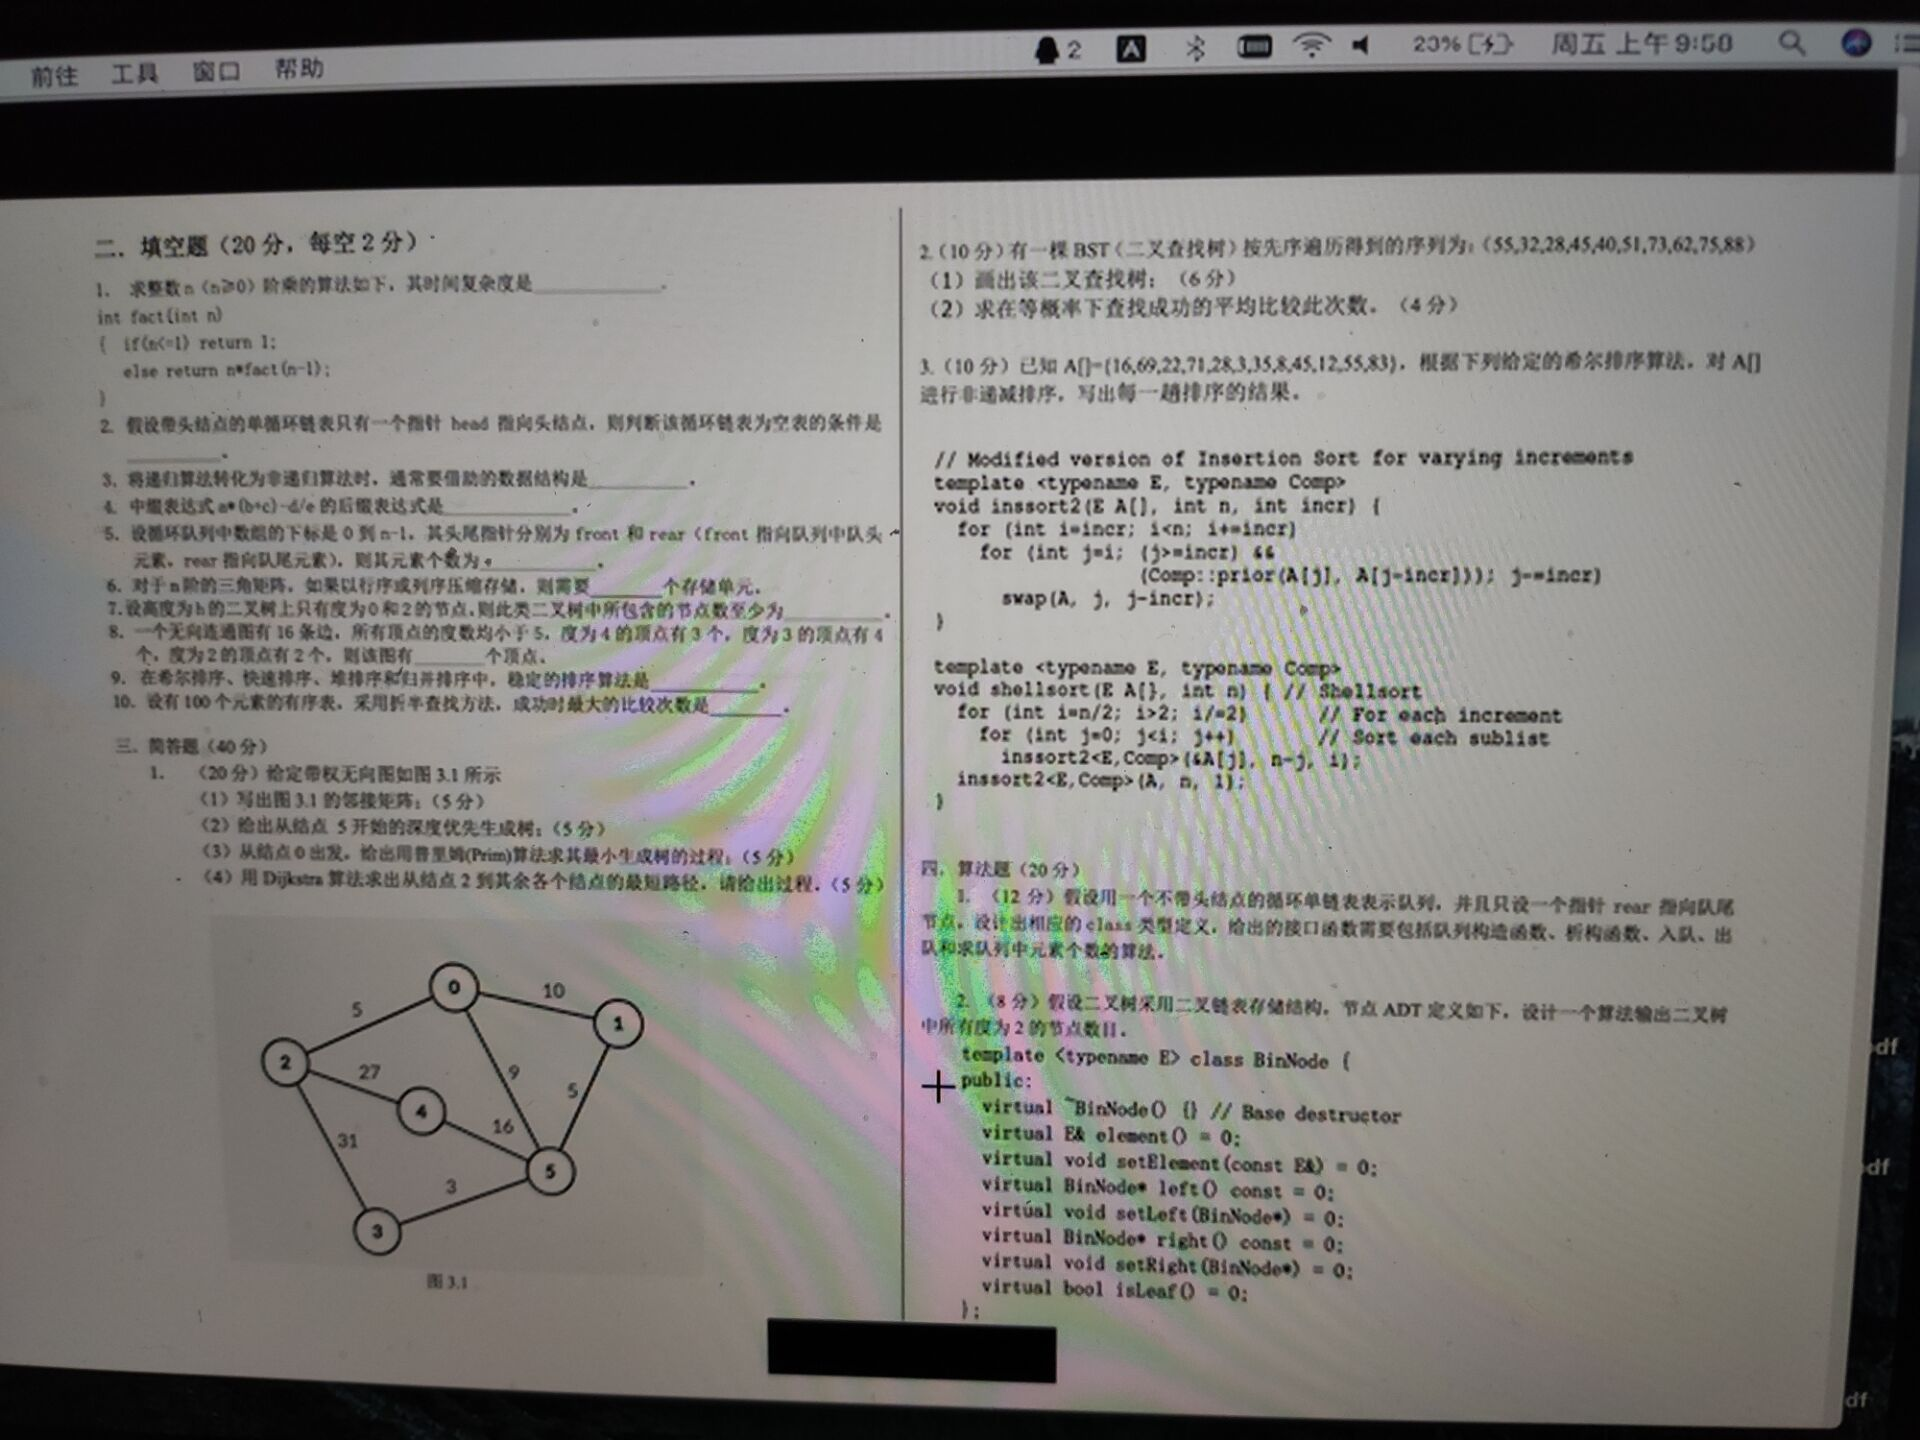 前往 工具 窗口 帮助
2 A 23% 周五 上午 9:50
二. 填空题（20 分，每空 2 分）
1. 求整数 n（n≥0）阶乘的算法如下，其时间复杂度是____________。
int fact(int n)
{ if(n<=1) return 1;
else return n*fact(n-1);
}
2. 假设带头结点的单循环链表只有一个指针 head 指向头结点，则判断该循环链表为空表的条件是
__________。
3. 将递归算法转化为非递归算法时，通常要借助的数据结构是__________。
4. 中缀表达式 a*(b+c)-d/e 的后缀表达式是____________。
5. 设循环队列中数组的下标是 0 到 n-1，其头尾指针分别为 front 和 rear（front 指向队列中队头
元素，rear 指向队尾元素），则其元素个数为。__________。
6. 对于 n 阶的三角矩阵，如果以行序或列序压缩存储，则需要_______个存储单元。
7.设高度为 h 的二叉树上只有度为 0 和 2 的节点,则此类二叉树中所包含的节点数至少为__________。
8. 一个无向连通图有 16 条边，所有顶点的度数均小于 5，度为 4 的顶点有 3 个，度为 3 的顶点有 4
个，度为 2 的顶点有 2 个，则该图有_______个顶点。
9. 在希尔排序、快速排序、堆排序和归并排序中，稳定的排序算法是___________。
10. 设有 100 个元素的有序表，采用折半查找方法，成功时最大的比较次数是_______。
三. 简答题（40 分）
1. （20 分）给定带权无向图如图 3.1 所示
（1）写出图 3.1 的邻接矩阵;（5 分）
（2）给出从结点 5 开始的深度优先生成树;（5 分）
（3）从结点 0 出发，给出用普里姆(Prim)算法求其最小生成树的过程;（5 分）
（4）用 Dijkstra 算法求出从结点 2 到其余各个结点的最短路径，请给出过程.（5 分）
0
5
10
1
2
27
9
5
4
16
31
5
3
3
图 3.1
2.（10 分）有一棵 BST（二叉查找树）按先序遍历得到的序列为:（55,32,28,45,40,51,73,62,75,88）
（1）画出该二叉查找树; （6 分）
（2）求在等概率下查找成功的平均比较此次数。（4 分）
3.（10 分）已知 A[]={16,69,22,71,28,3,35,8,45,12,55,83}，根据下列给定的希尔排序算法，对 A[]
进行非递减排序，写出每一趟排序的结果。
// Modified version of Insertion Sort for varying increments
template <typename E, typename Comp>
void inssort2(E A[], int n, int incr) {
for (int i=incr; i<n; i+=incr)
for (int j=i; (j>=incr) &&
(Comp::prior(A[j], A[j-incr])); j-=incr)
swap(A, j, j-incr);
}
template <typename E, typename Comp>
void shellsort(E A[], int n) { // Shellsort
for (int i=n/2; i>2; i/=2) // For each increment
for (int j=0; j<i; j++) // Sort each sublist
inssort2<E,Comp>(&A[j], n-j, i);
inssort2<E,Comp>(A, n, 1);
}
四. 算法题（20 分）
1. （12 分）假设用一个不带头结点的循环单链表表示队列，并且只设一个指针 rear 指向队尾
节点，设计出相应的 class 类型定义，给出的接口函数需要包括队列构造函数、析构函数、入队、出
队和求队列中元素个数的算法。
2. （8 分）假设二叉树采用二叉链表存储结构，节点 ADT 定义如下，设计一个算法输出二叉树
中所有度为 2 的节点数目.
template <typename E> class BinNode {
public:
virtual ~BinNode() {} // Base destructor
virtual E& element() = 0;
virtual void setElement(const E&) = 0;
virtual BinNode* left() const = 0;
virtual void setLeft(BinNode*) = 0;
virtual BinNode* right() const = 0;
virtual void setRight(BinNode*) = 0;
virtual bool isLeaf() = 0;
};
df
df
df